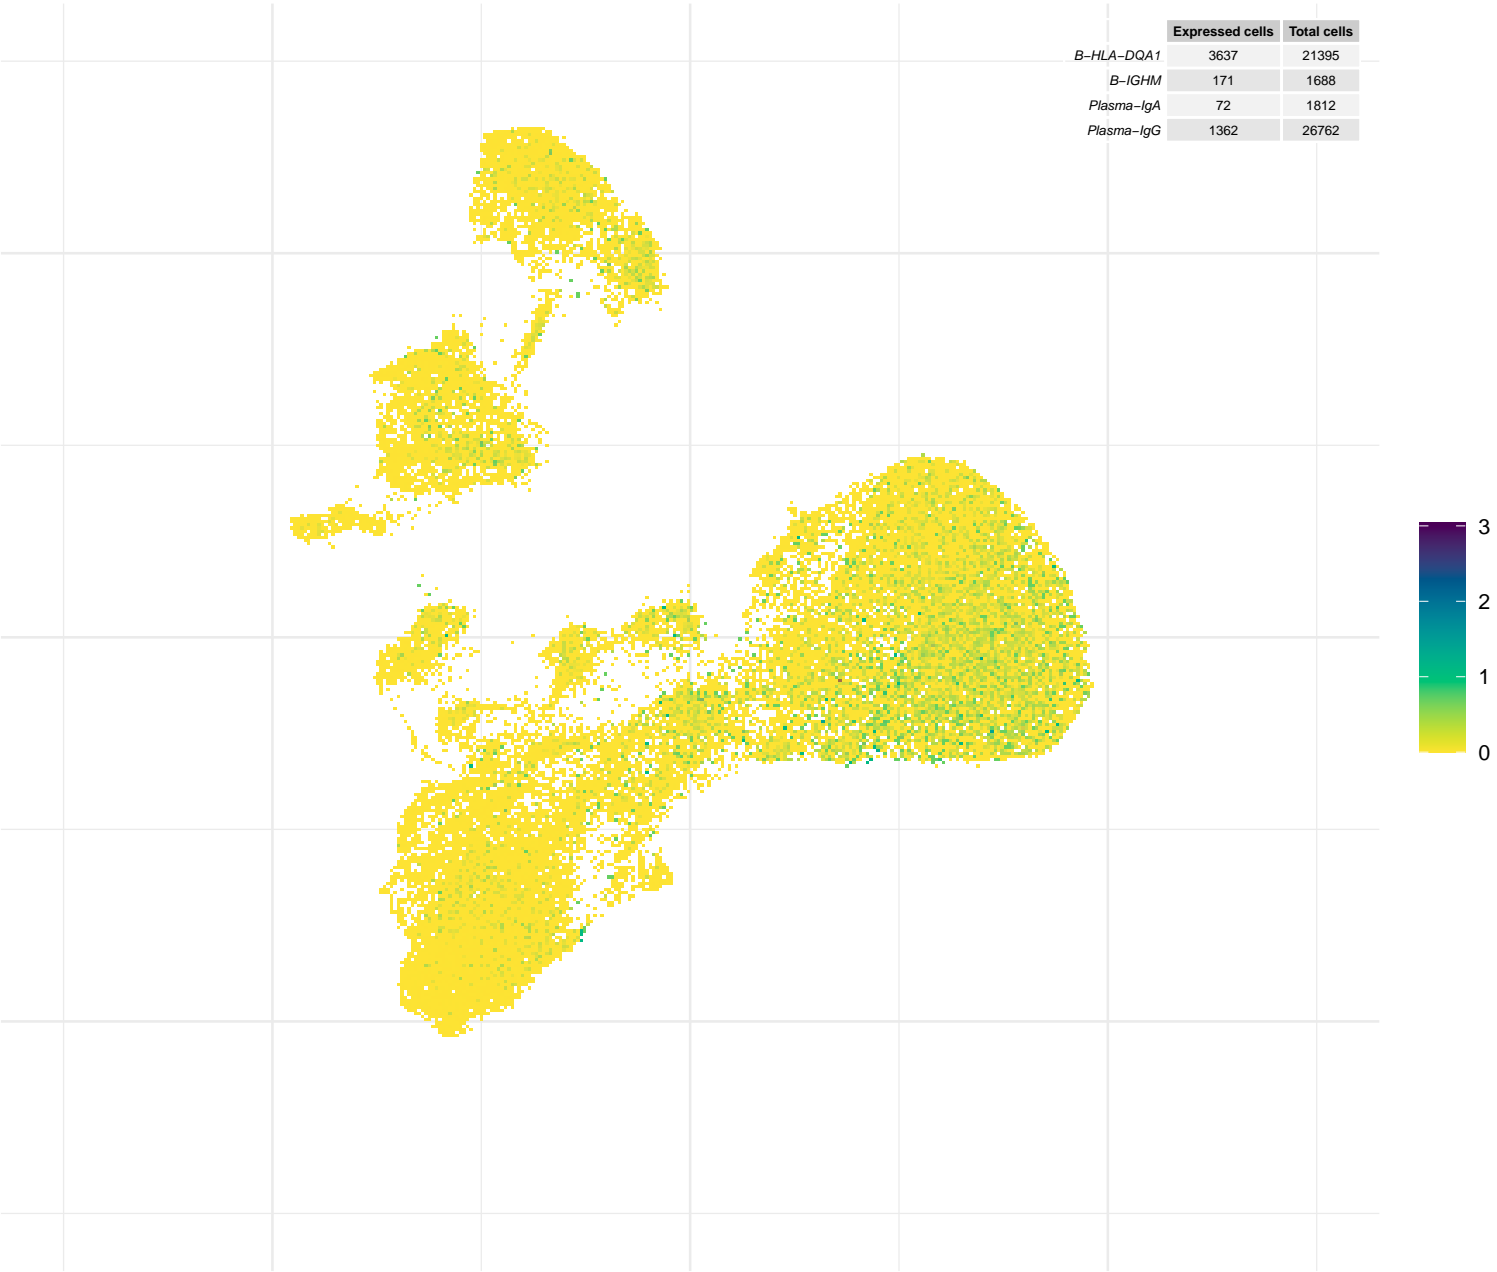 Expressed cells Total cells
B−HLA−DQA1 3637 21395
B−IGHM 171 1688
Plasma−IgA 72 1812
Plasma−IgG 1362 26762
3
2
1
0